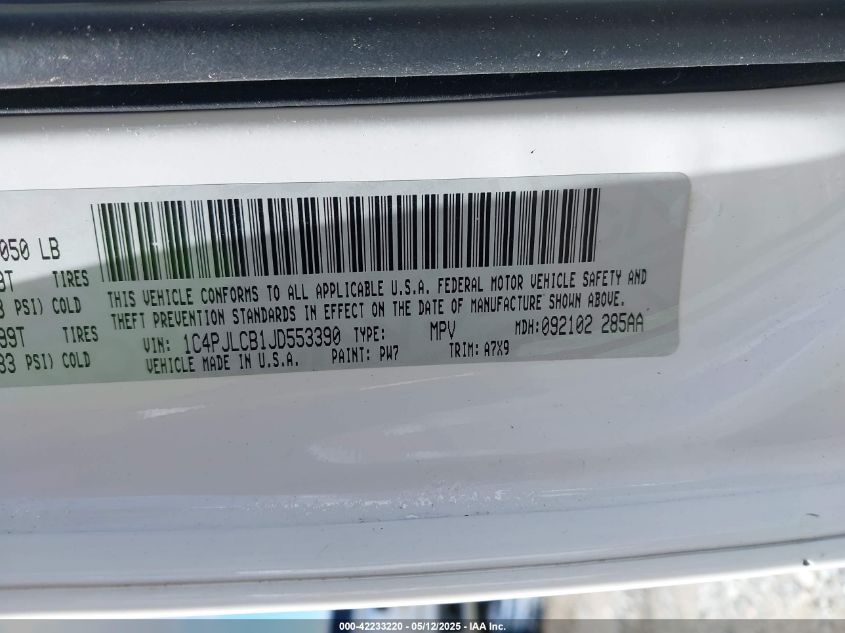 050 LB
TIRES
PSI) COLD
99T TIRES
33 PSI) COLD
THIS VEHICLE CONFORMS TO ALL APPLICABLE U.S.A. FEDERAL MOTOR VEHICLE SAFETY AND
THEFT PREVENTION STANDARDS IN EFFECT ON THE DATE OF MANUFACTURE SHOWN ABOVE.
VIN: 1C4PJLCB1JD553390 TYPE: MPV MDH:092102 285AA
VEHICLE MADE IN U.S.A. PAINT: PW7 TRIM: A7X9
000-42233220 - 05/12/2025 - IAA Inc.